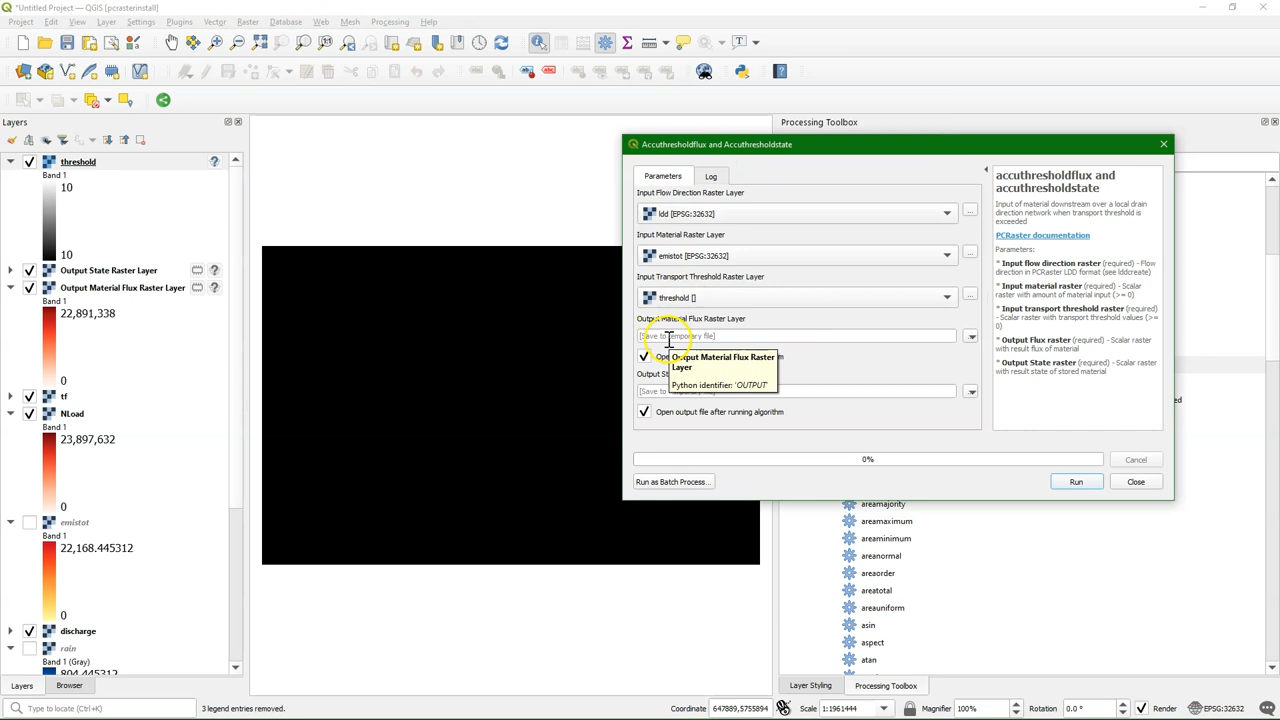 *Untitled Project — QGIS [pcrasterinstall]
Project Edit View Layer Settings Plugins Vector Raster Database Web Mesh Processing Help
Layers
threshold
Band 1
10
10
Output State Raster Layer
Output Material Flux Raster Layer
Band 1
22,891,338
0
tf
NLoad
Band 1
23,897,632
0
emistot
Band 1
22,168.445312
0
discharge
rain
Band 1 (Gray)
804.445312
Layers Browser
Processing Toolbox
Accuthresholdflux and Accuthresholdstate
Parameters Log
Input Flow Direction Raster Layer
ldd [EPSG:32632]
Input Material Raster Layer
emistot [EPSG:32632]
Input Transport Threshold Raster Layer
threshold []
Output Material Flux Raster Layer
[Save to temporary file]
Output Material Flux Raster
Layer
Python identifier: 'OUTPUT'
[Save to
Open output file after running algorithm
0%
Cancel
Run as Batch Process...
Run
Close
accuthresholdflux and
accuthresholdstate
Input of material downstream over a local drain
direction network when transport threshold is
exceeded
PCRaster documentation
Parameters:
* Input flow direction raster (required) - Flow
direction in PCRaster LDD format (see lddcreate)
* Input material raster (required) - Scalar
raster with amount of material input (>= 0)
* Input transport threshold raster (required)
- Scalar raster with transport threshold values (>=
0)
* Output Flux raster (required) - Scalar raster
with result flux of material
* Output State raster (required) - Scalar raster
with result state of stored material
areamajority
areamaximum
areaminimum
areanormal
areaorder
areatotal
areauniform
asin
aspect
atan
Layer Styling Processing Toolbox
Type to locate (Ctrl+K)
3 legend entries removed.
Coordinate 647889,5755894
Scale 1:1961444
Magnifier 100%
Rotation 0.0 °
Render
EPSG:32632